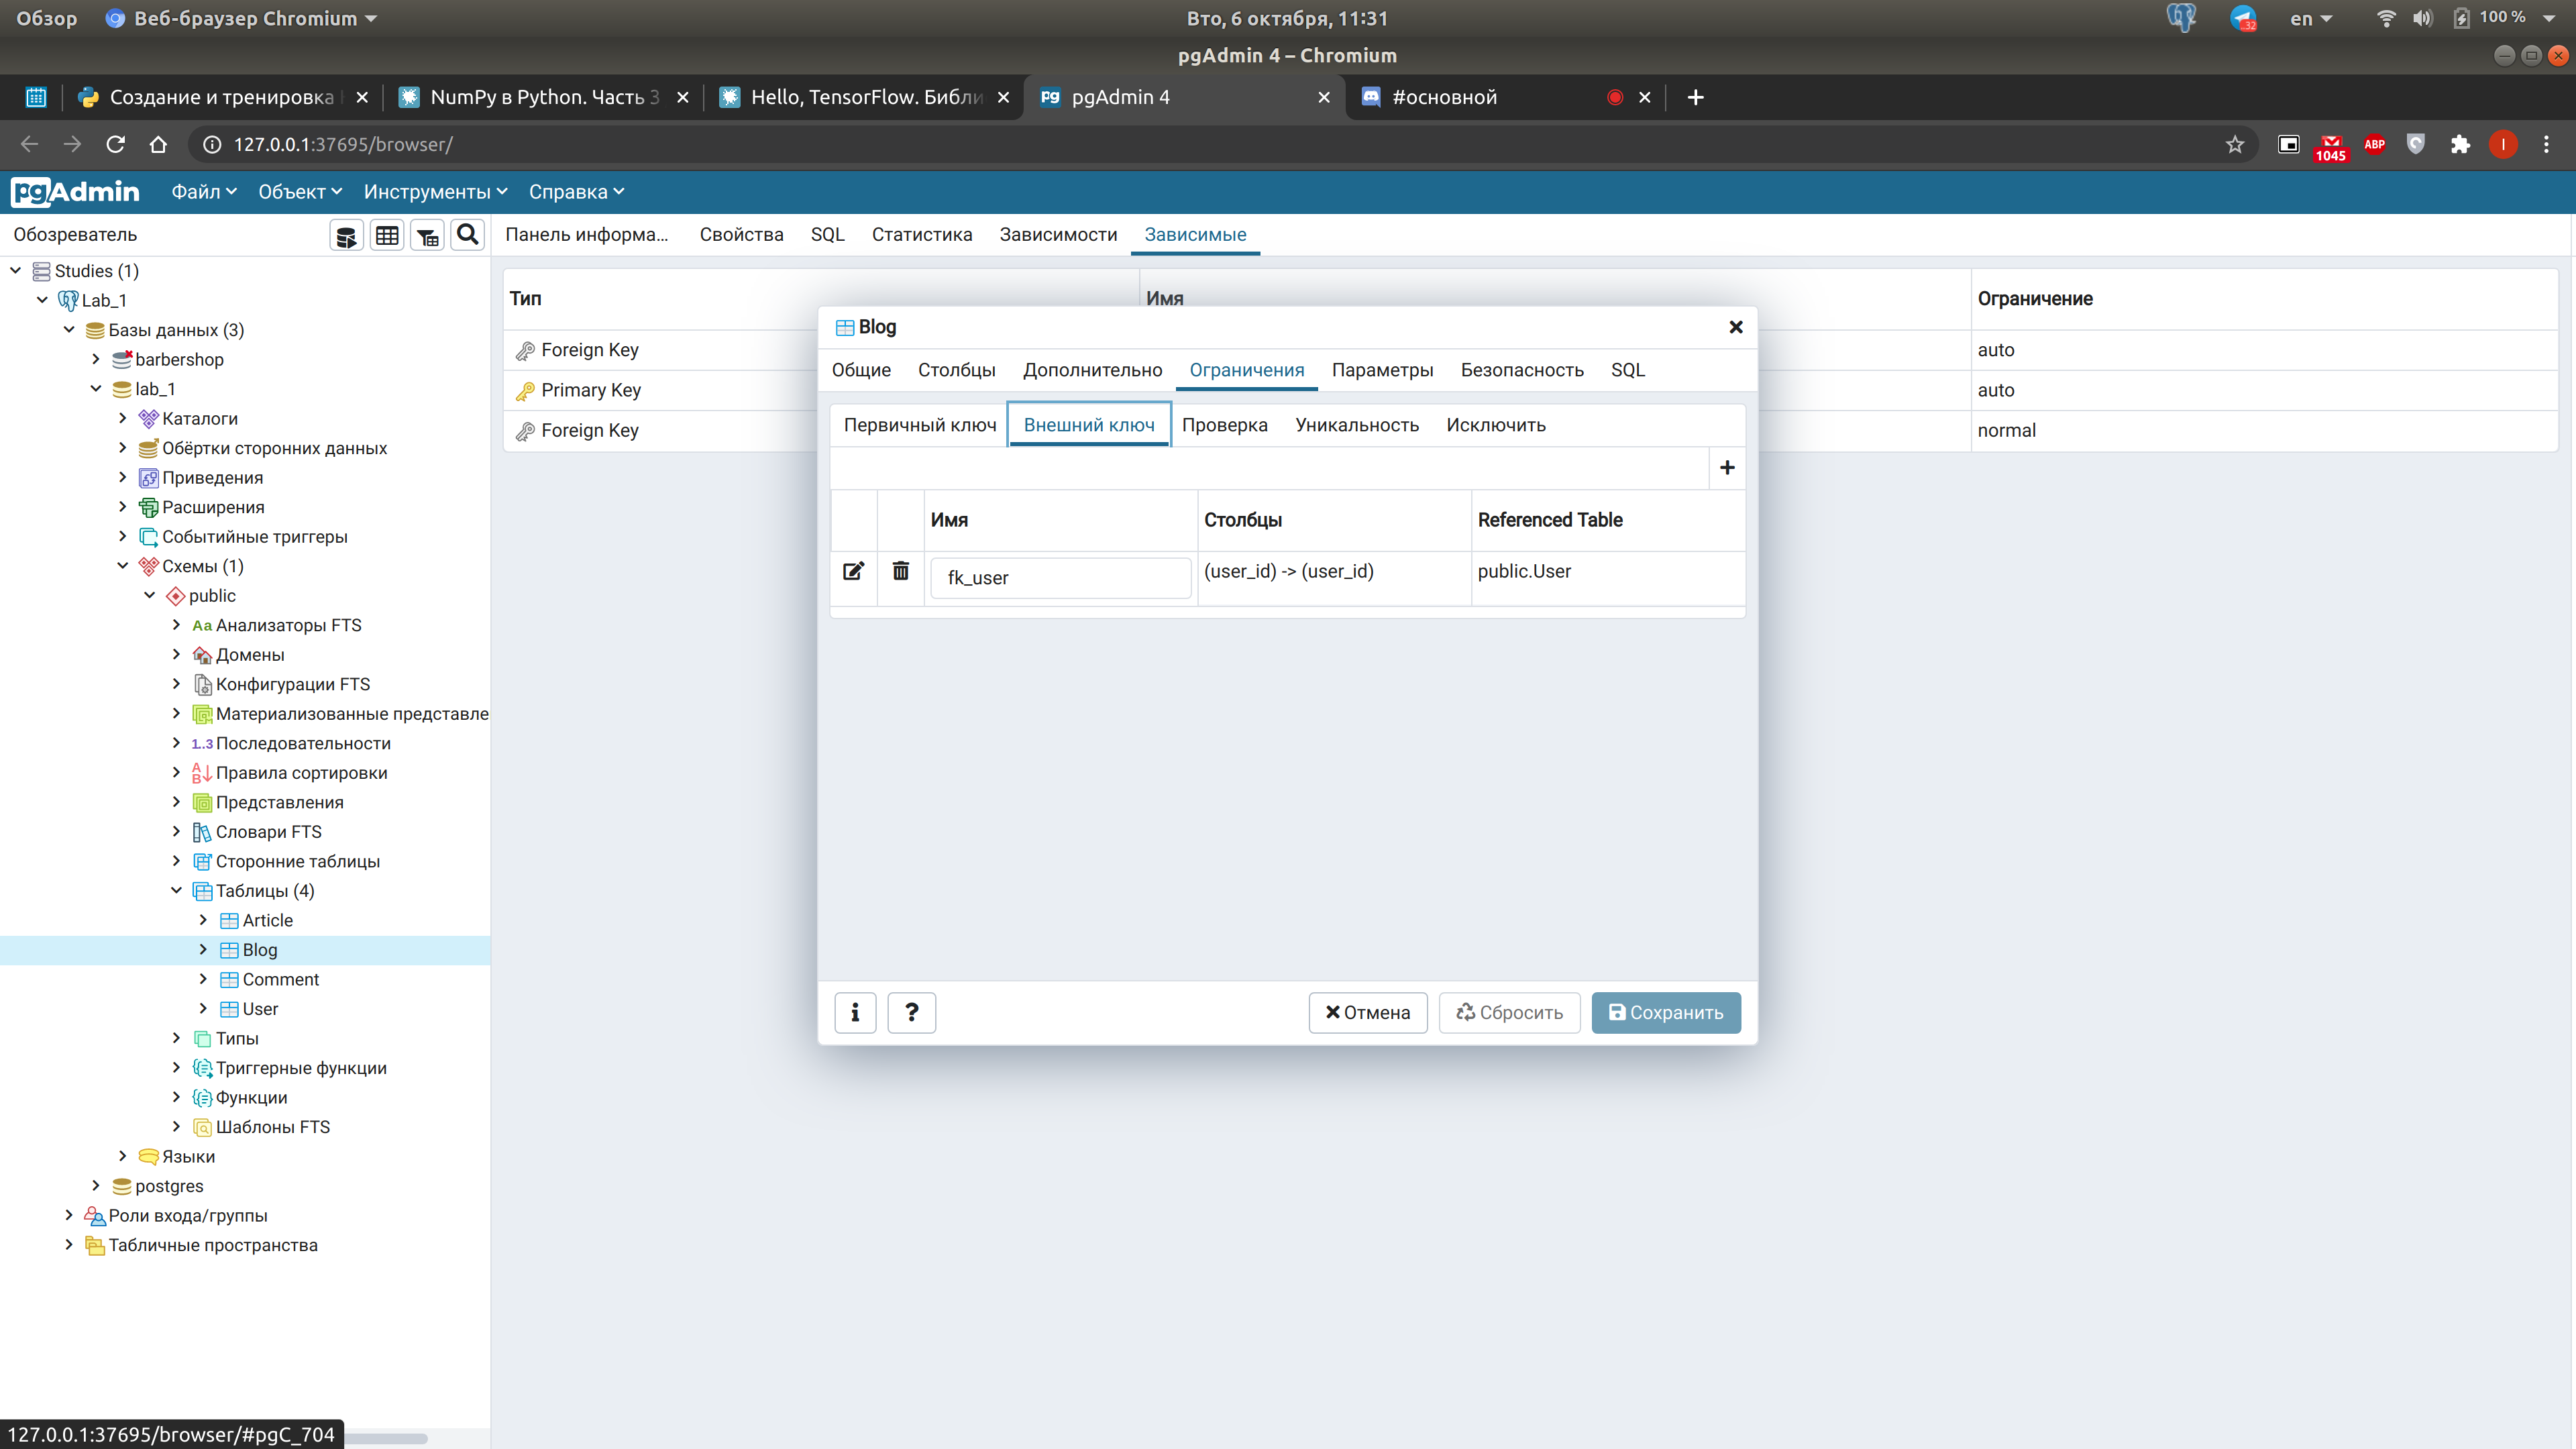 Обзор Веб-браузер Chromium Вто, 6 октября, 11:31 32 en 100 %
pgAdmin 4 – Chromium
Создание и тренировка NumPy в Python. Часть 3 Hello, TensorFlow. Библи pgAdmin 4 #основной
127.0.0.1:37695/browser/ 1045 ABP I
pgAdmin Файл Объект Инструменты Справка
Обозреватель Панель информа... Свойства SQL Статистика Зависимости Зависимые
Studies (1)
Lab_1
Базы данных (3)
barbershop
lab_1
Каталоги
Обёртки сторонних данных
Приведения
Расширения
Событийные триггеры
Схемы (1)
public
Анализаторы FTS
Домены
Конфигурации FTS
Материализованные представле
1..3 Последовательности
Правила сортировки
Представления
Словари FTS
Сторонние таблицы
Таблицы (4)
Article
Blog
Comment
User
Типы
Триггерные функции
Функции
Шаблоны FTS
Языки
postgres
Роли входа/группы
Табличные пространства
127.0.0.1:37695/browser/#pgC_704
Тип Имя Ограничение
Foreign Key auto
Primary Key auto
Foreign Key normal
Blog
Общие Столбцы Дополнительно Ограничения Параметры Безопасность SQL
Первичный ключ Внешний ключ Проверка Уникальность Исключить
Имя Столбцы Referenced Table
fk_user (user_id) -> (user_id) public.User
i ? Отмена Сбросить Сохранить